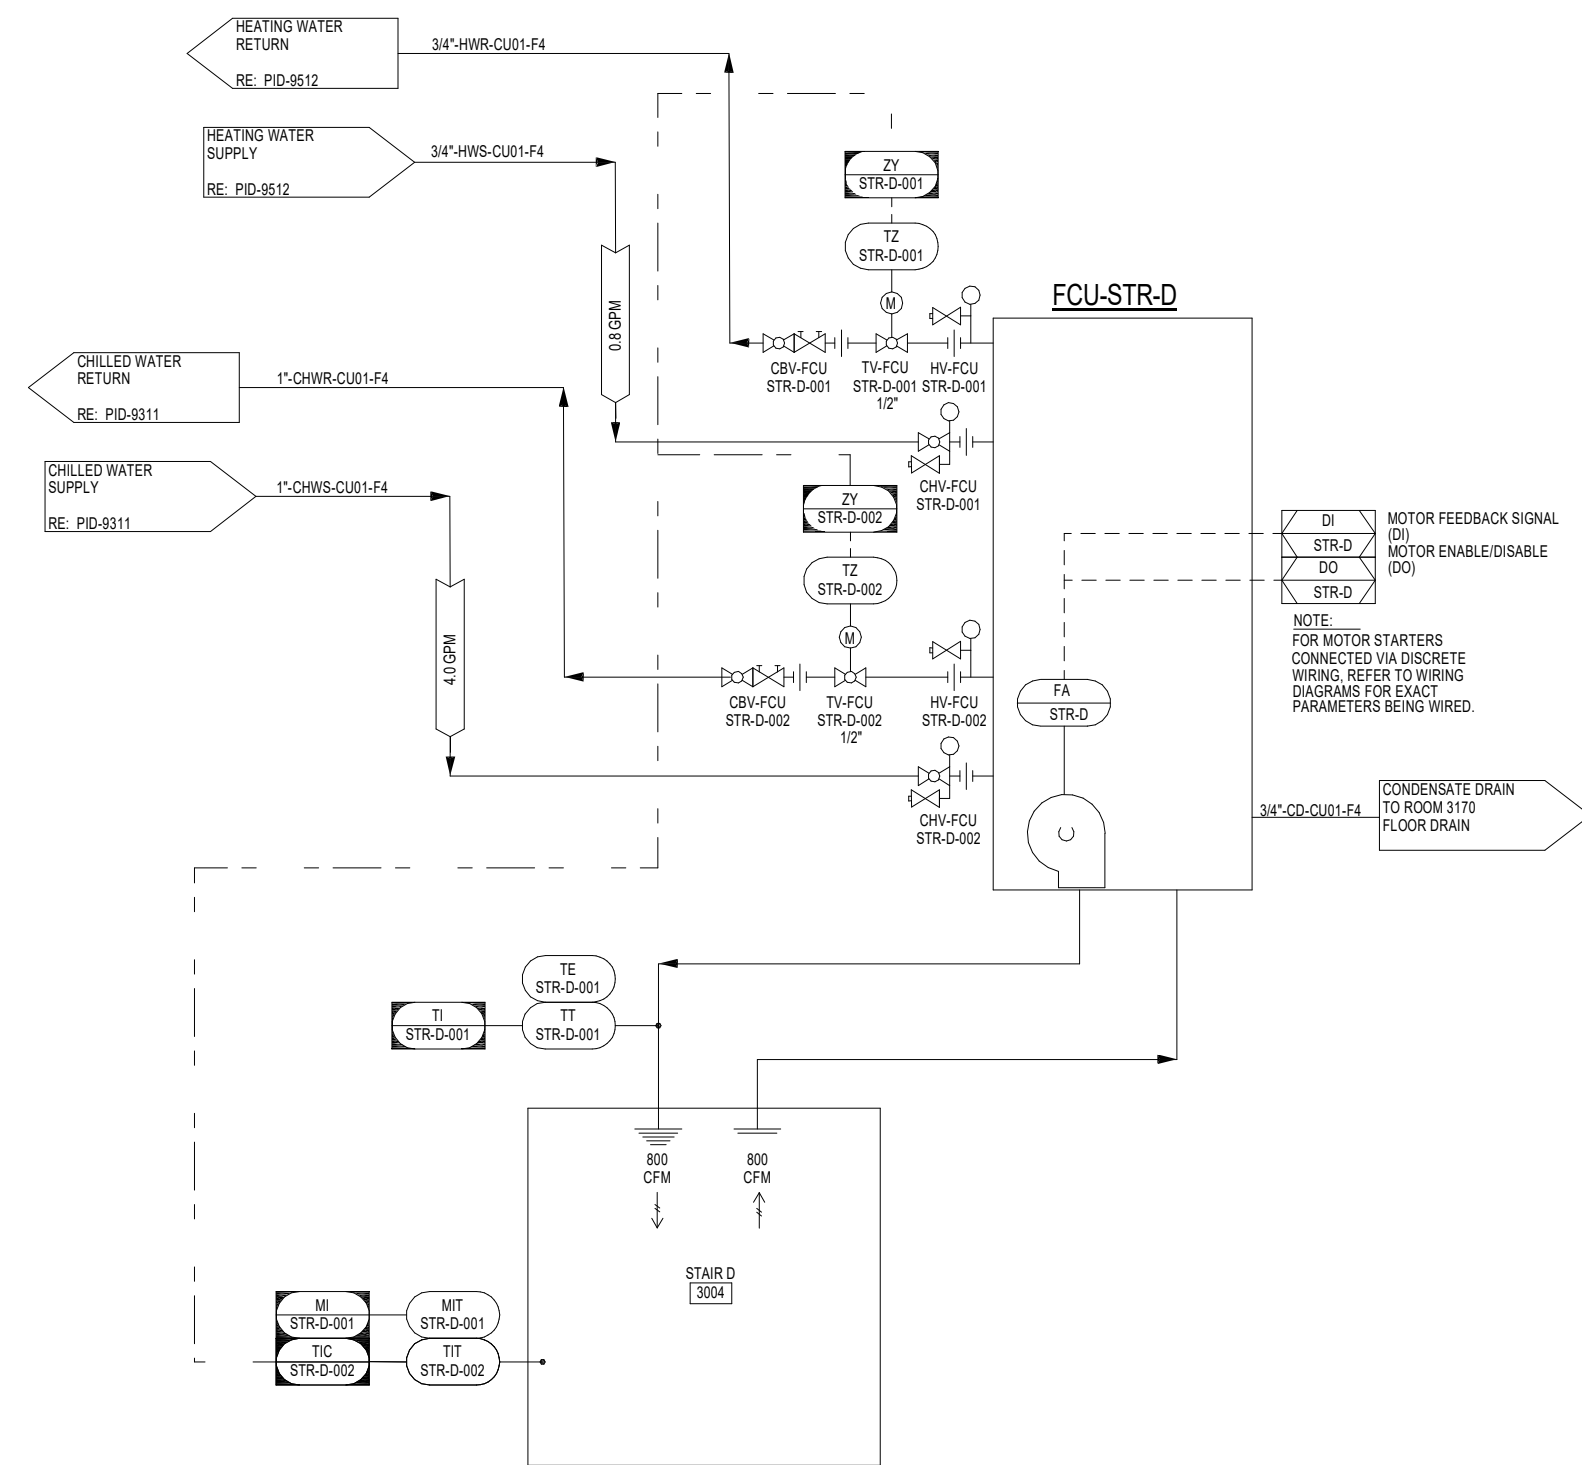 HEATING WATER
RETURN
RE: PID-9512
3/4"-HWR-CU01-F4
HEATING WATER
SUPPLY
RE: PID-9512
3/4"-HWS-CU01-F4
ZY
STR-D-001
TZ
STR-D-001
M
0.8 GPM
FCU-STR-D
CBV-FCU
STR-D-001
TV-FCU
STR-D-001
1/2"
HV-FCU
STR-D-001
CHILLED WATER
RETURN
RE: PID-9311
1"-CHWR-CU01-F4
CHV-FCU
STR-D-001
CHILLED WATER
SUPPLY
RE: PID-9311
1"-CHWS-CU01-F4
ZY
STR-D-002
TZ
STR-D-002
M
4.0 GPM
CBV-FCU
STR-D-002
TV-FCU
STR-D-002
1/2"
HV-FCU
STR-D-002
CHV-FCU
STR-D-002
DI
STR-D
DO
STR-D
MOTOR FEEDBACK SIGNAL
(DI)
MOTOR ENABLE/DISABLE
(DO)
NOTE:
FOR MOTOR STARTERS
CONNECTED VIA DISCRETE
WIRING, REFER TO WIRING
DIAGRAMS FOR EXACT
PARAMETERS BEING WIRED.
FA
STR-D
3/4"-CD-CU01-F4
CONDENSATE DRAIN
TO ROOM 3170
FLOOR DRAIN
TE
STR-D-001
TI
STR-D-001
TT
STR-D-001
800
CFM
800
CFM
STAIR D
3004
MI
STR-D-001
MIT
STR-D-001
TIC
STR-D-002
TIT
STR-D-002